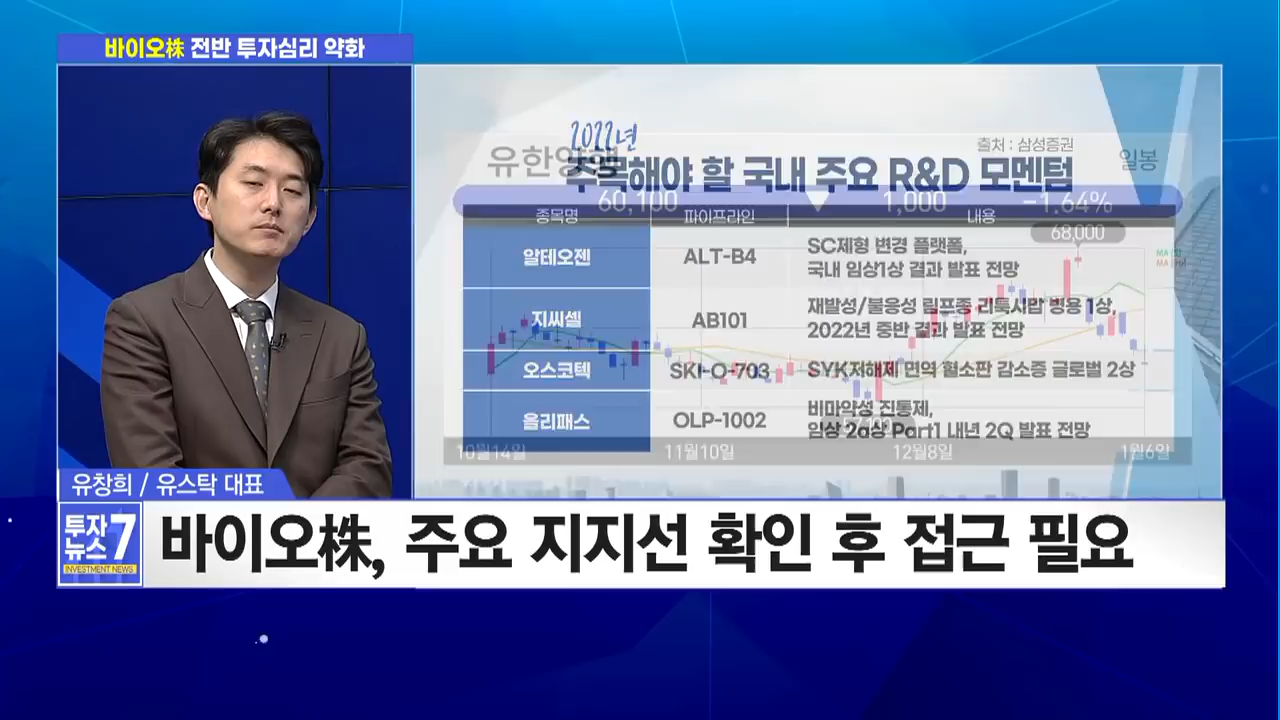 바이오株 전반 투자심리 약화
2022년
출처 : 삼성증권
유한양행
일봉
주목해야 할 국내 주요 R&D 모멘텀
60,100 ▼ 1,000 -1.64%
종목명 파이프라인 내용
68,000
알테오젠 ALT-B4 SC제형 변경 플랫폼,
국내 임상1상 결과 발표 전망
지씨셀 AB101 재발성/불응성 림프종 리툭시맙 병용 1상,
2022년 중반 결과 발표 전망
오스코텍 SKI-O-703 SYK저해제 면역 혈소판 감소증 글로벌 2상
올리패스 OLP-1002 비마약성 진통제,
임상 2a상 Part1 내년 2Q 발표 전망
10월14일 11월10일 12월8일 1월6일
유창희 / 유스탁 대표
투자
뉴스7
INVESTMENT NEWS
바이오株, 주요 지지선 확인 후 접근 필요